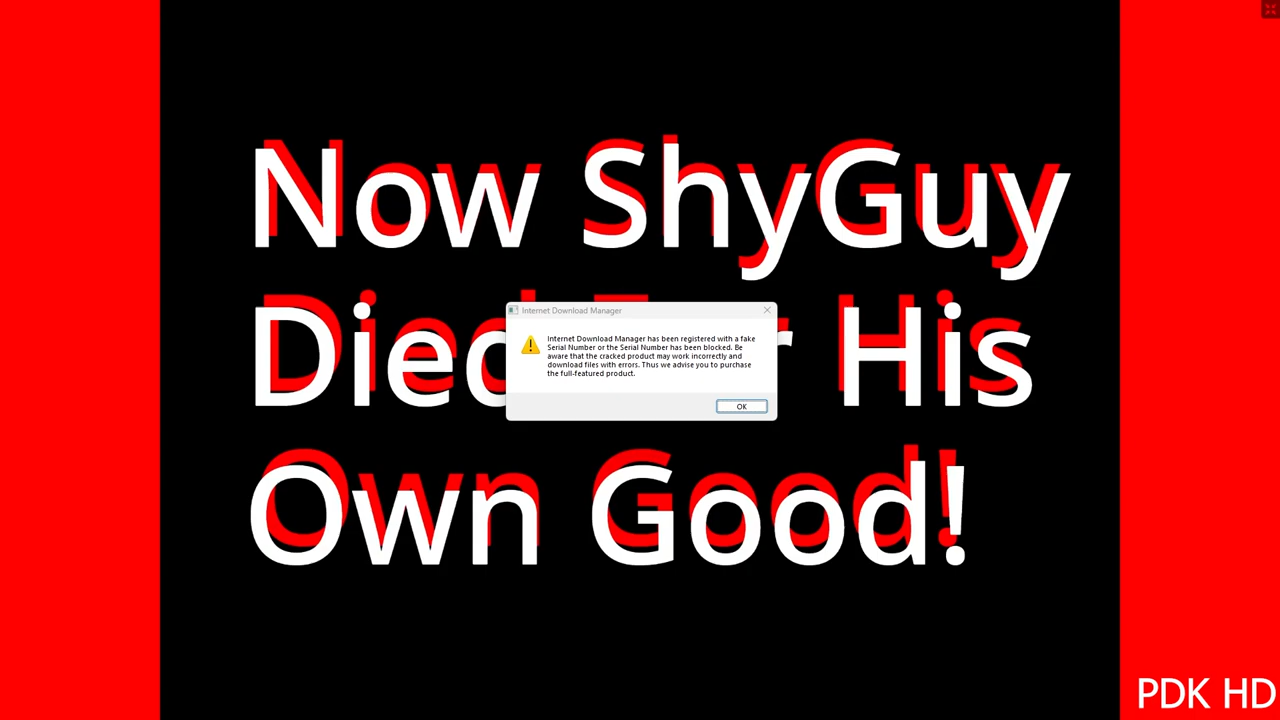 Now ShyGuy
Died For His
Own Good!
Internet Download Manager
Internet Download Manager has been registered with a fake
Serial Number or the Serial Number has been blocked. Be
aware that the cracked product may work incorrectly and
download files with errors. Thus we advise you to purchase
the full-featured product.
OK
PDK HD